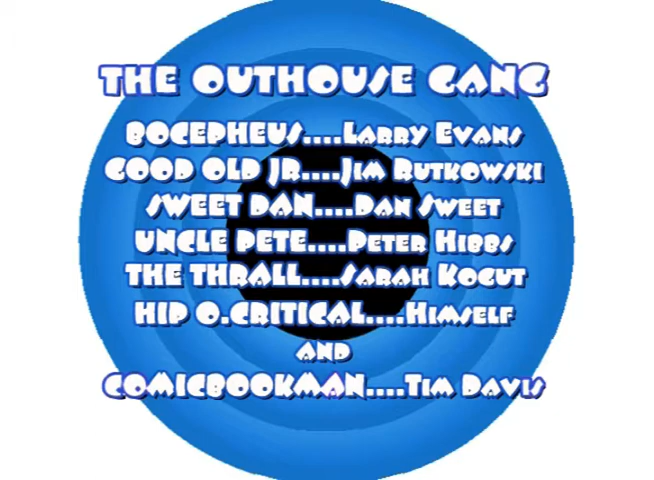 THE OUTHOUSE GANG
BOCEPHEUS....Larry Evans
GOOD OLD JR....Jim Rutkowski
SWEET DAN....Dan Sweet
UNCLE PETE....Peter Hibbs
THE THRALL....Sarah Kogut
HIP O.CRITICAL....Himself
AND
COMICBOOKMAN....Tim Davis